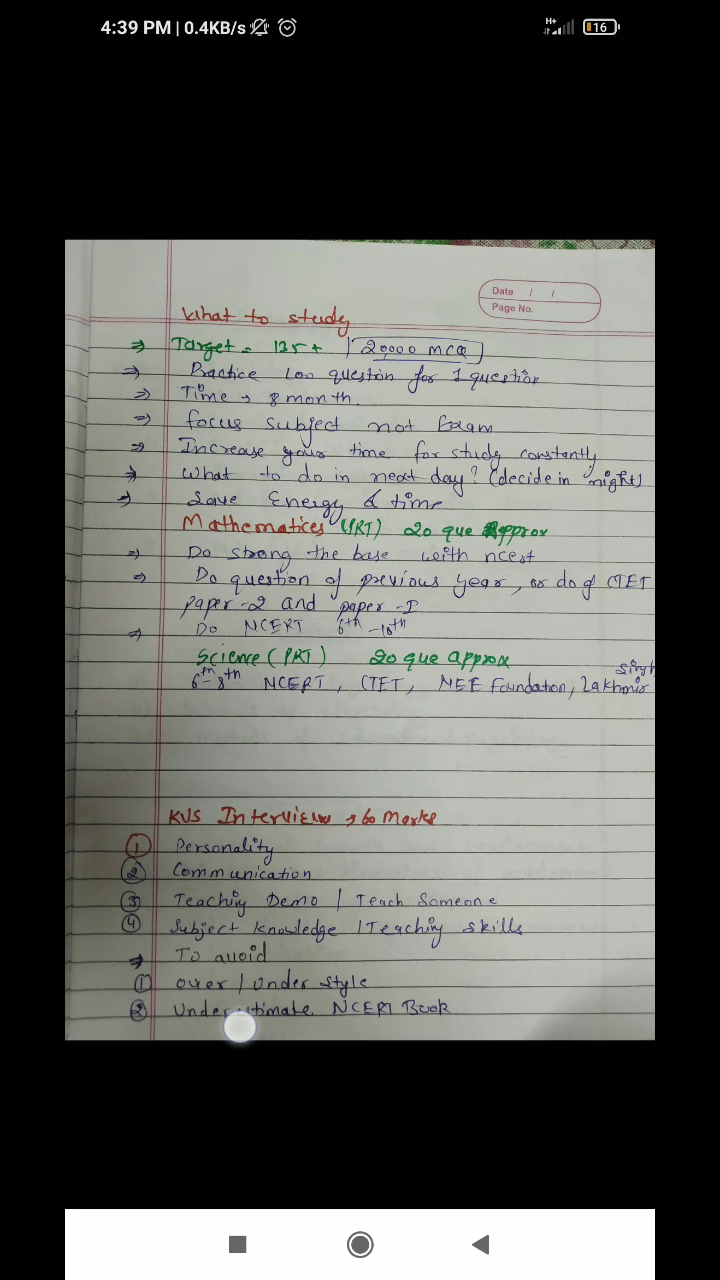 4:39 PM | 0.4KB/s
H+
16
Date / /
Page No.
What to study
⇒ Target = 135+ | 20000 MCQ
⇒ Practice 100 question for 1 question
⇒ Time → 8 month.
⇒ focus subject not Exam
⇒ Increase your time for study constantly
⇒ What to do in next day? (decide in night)
⇒ Save Energy & time
Mathematices (PRT) 20 que Approx
⇒ Do strong the base with ncert
⇒ Do question of previous year, or do of CTET
paper-2 and paper-I
⇒ Do NCERT 6th-10th
Science (PRT) 20 que approx
6th-8th NCERT, CTET, NEE Foundation, Lakhmir Singh
KVS Interview → 60 Marks
① Personality
② Communication
③ Teaching Demo | Teach Someone
④ Subject Knowledge | Teaching skills
⇒ To avoid
① over | Under style
② Underestimate NCERT Book